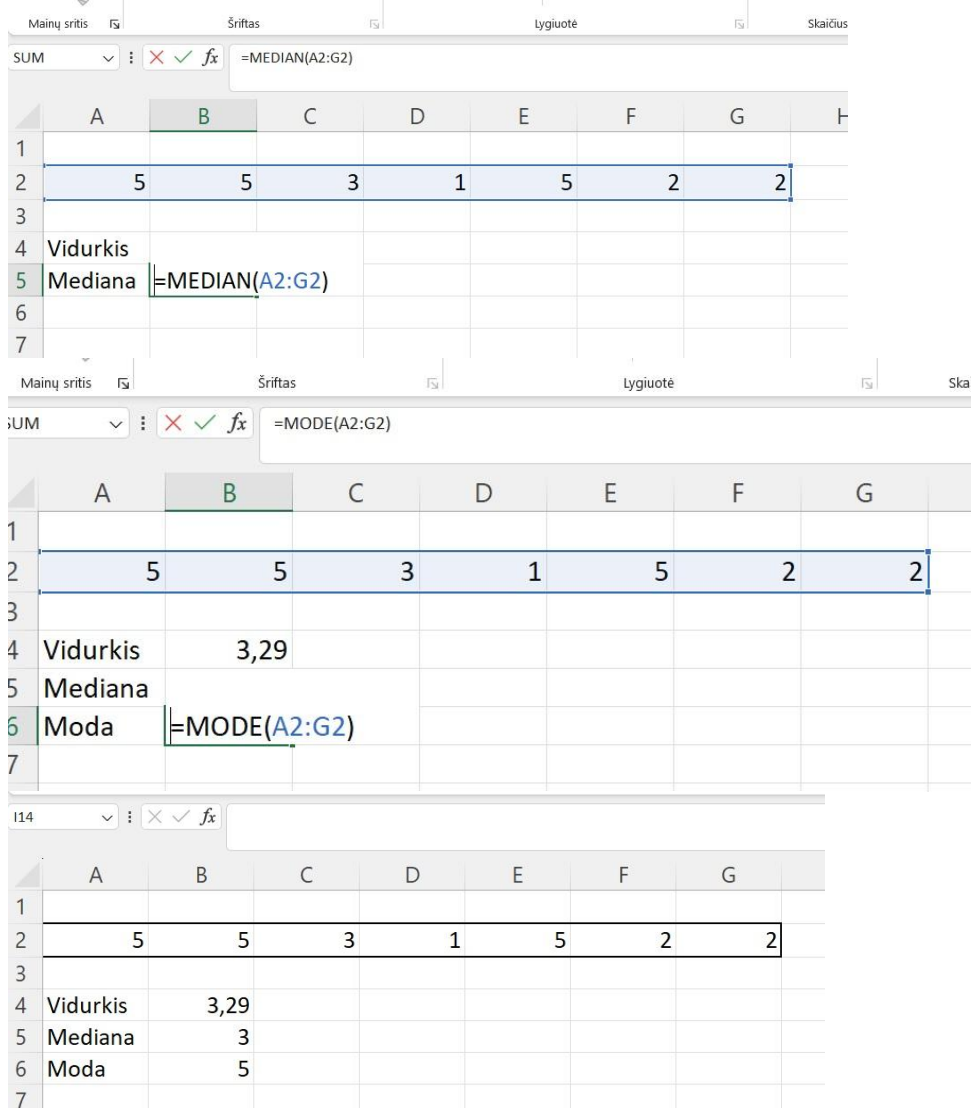 Mainų sritis Šriftas Lygiuotė Skaičius
SUM fx =MEDIAN(A2:G2)
A B C D E F G H
1
2 5 5 3 1 5 2 2
3
4 Vidurkis
5 Mediana =MEDIAN(A2:G2)
6
7
Mainų sritis Šriftas Lygiuotė Ska
SUM fx =MODE(A2:G2)
A B C D E F G
1
2 5 5 3 1 5 2 2
3
4 Vidurkis 3,29
5 Mediana
6 Moda =MODE(A2:G2)
7
I14 fx
A B C D E F G
1
2 5 5 3 1 5 2 2
3
4 Vidurkis 3,29
5 Mediana 3
6 Moda 5
7